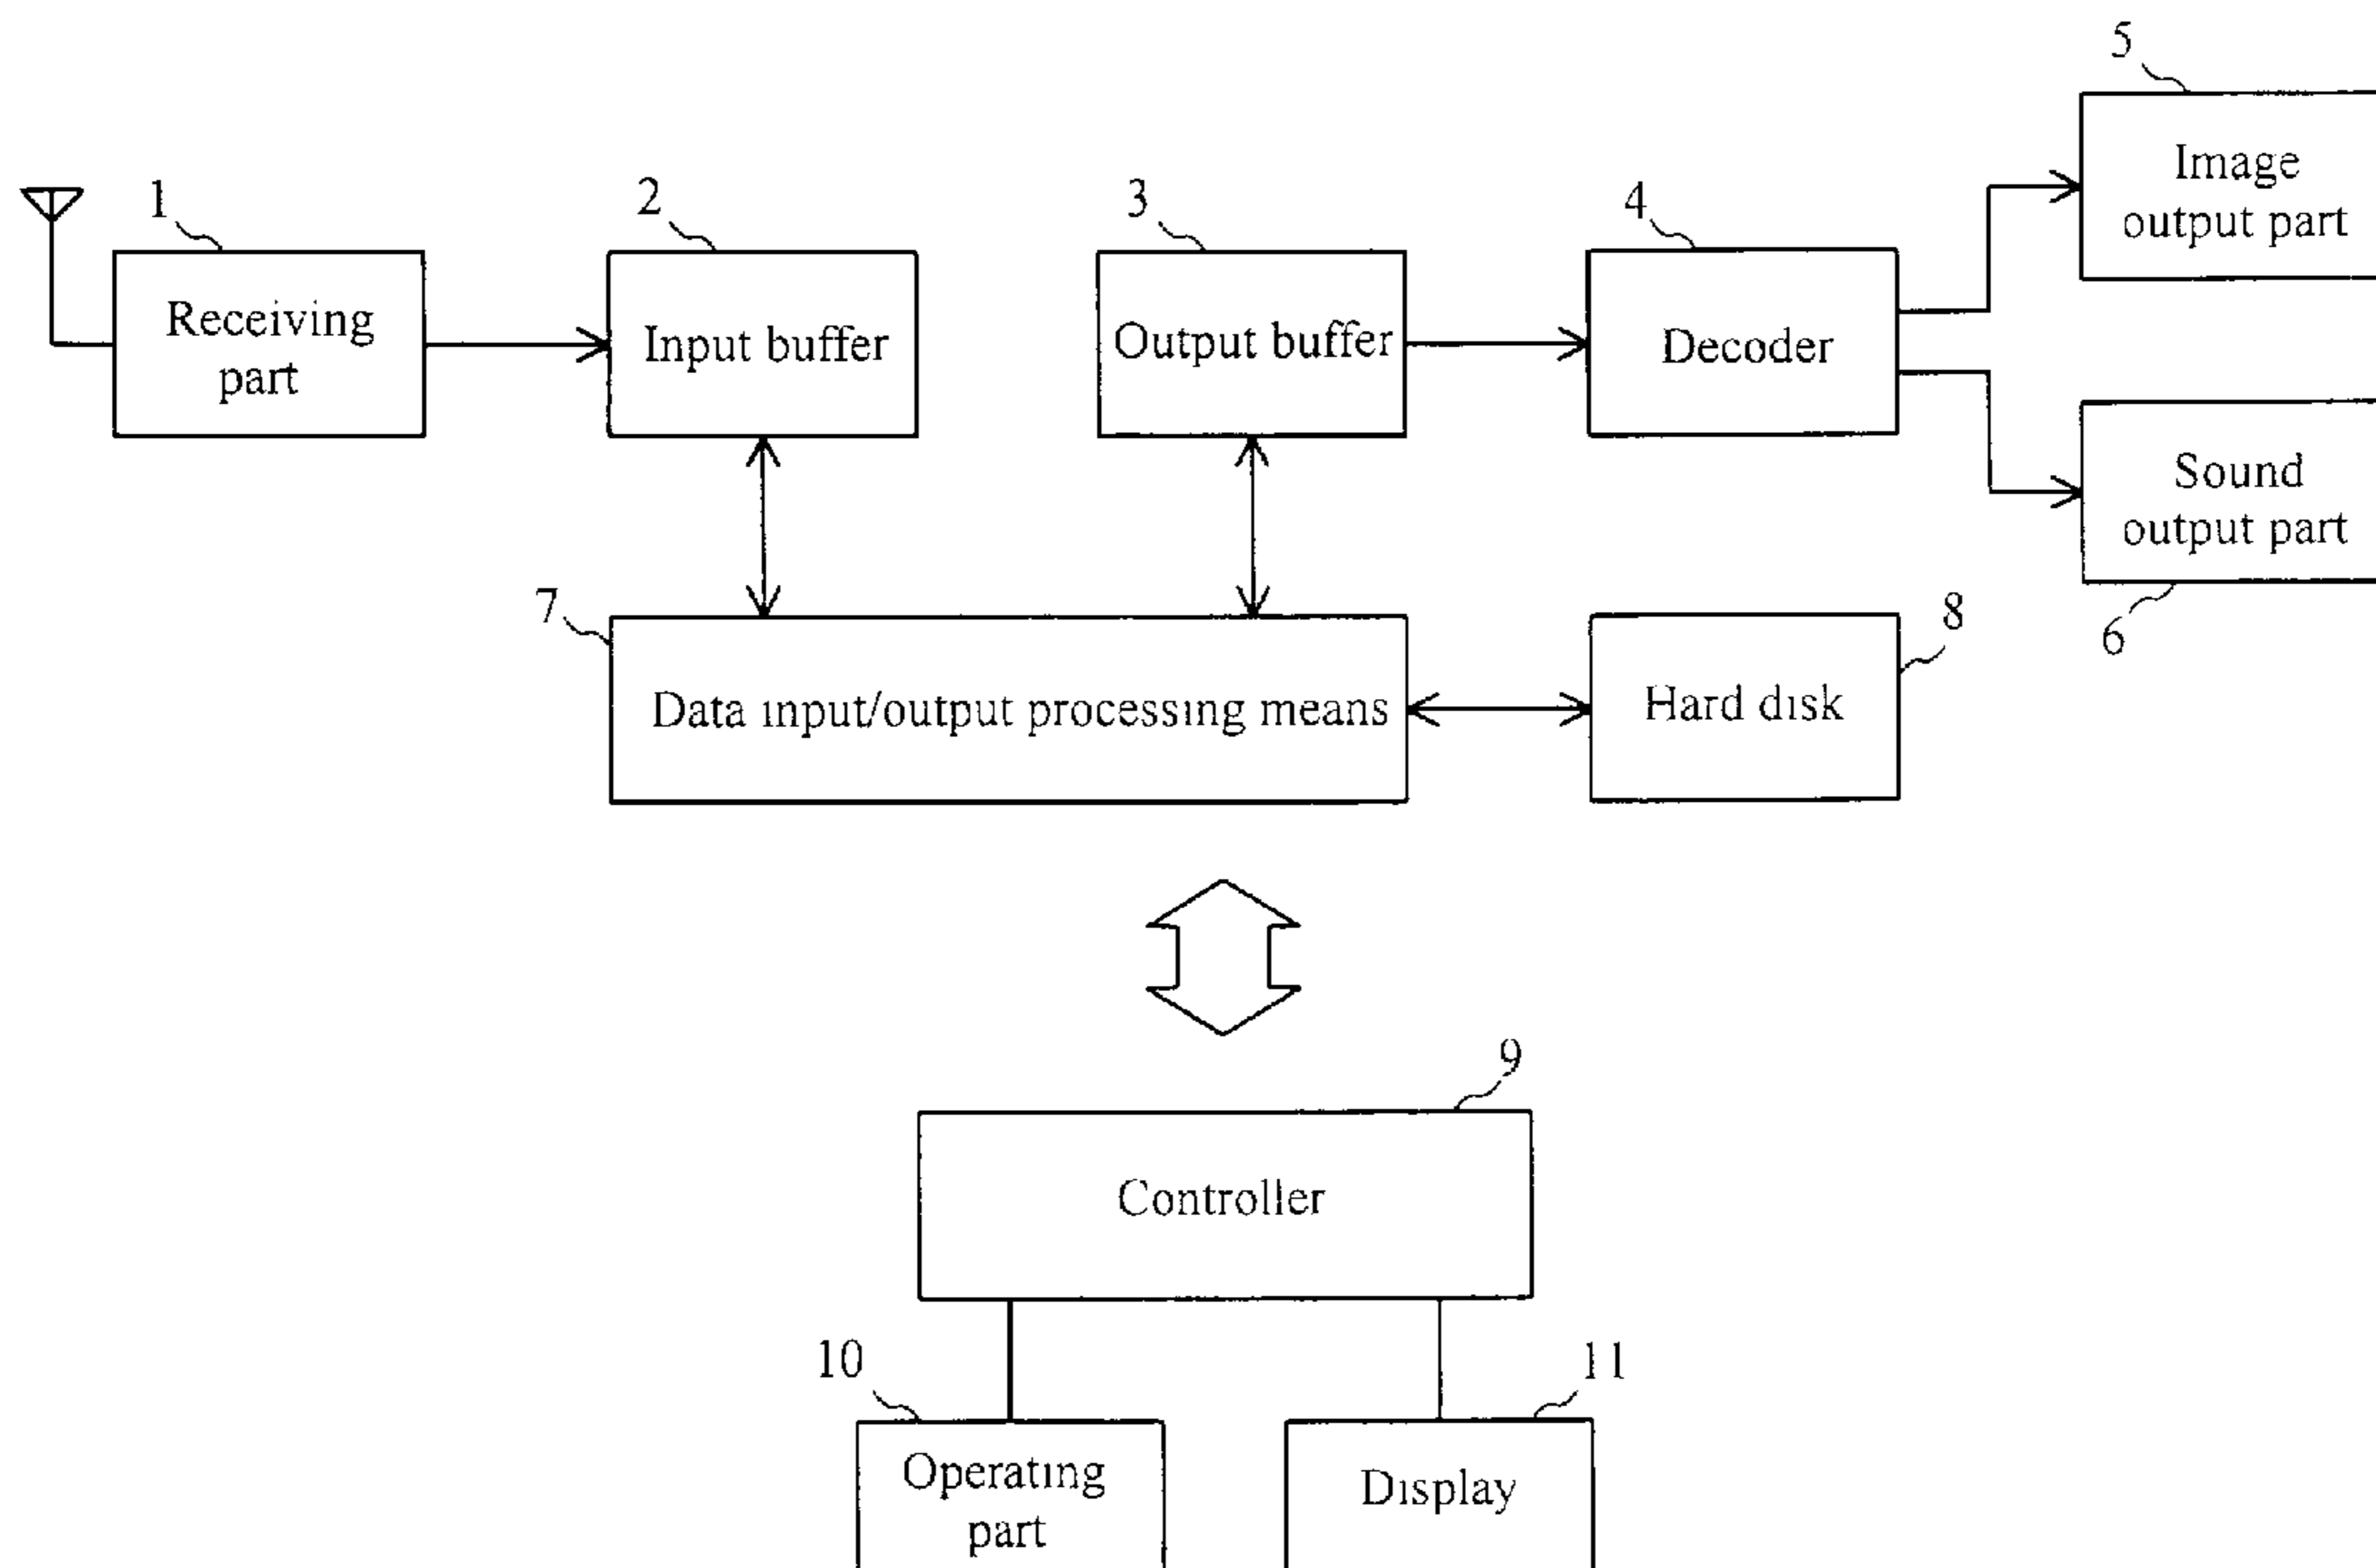 5
Image
output part
1
2
3
4
Receiving
part
Input buffer
Output buffer
Decoder
Sound
output part
6
7
8
Data input/output processing means
Hard disk
9
Controller
10
11
Operating
part
Display